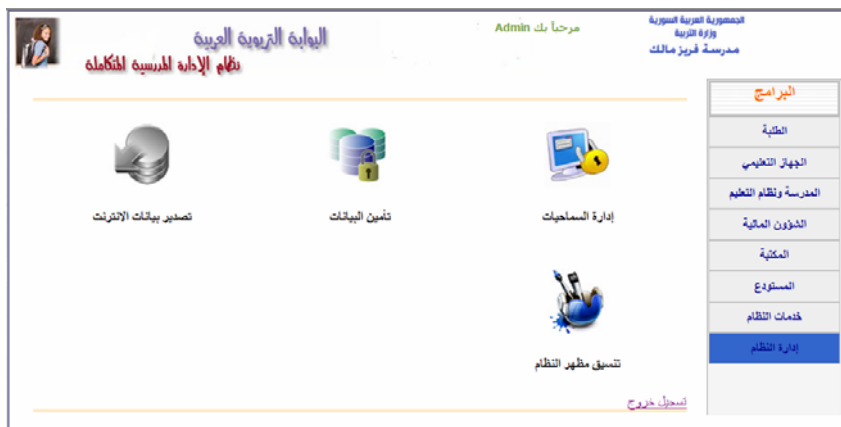 الجمهورية العربية السورية
وزارة التربية
مدرسة فريز مالك
مرحباً بك Admin
البوابة التربوية العربية
نظام الإدارة المدرسية المتكاملة
البرامج
الطلبة
الجهاز التعليمي
المدرسة ونظام التعليم
الشؤون المالية
المكتبة
المستودع
خدمات النظام
إدارة النظام
إدارة السماحيات
تأمين البيانات
تصدير بيانات الانترنت
تنسيق مظهر النظام
تسجيل خروج